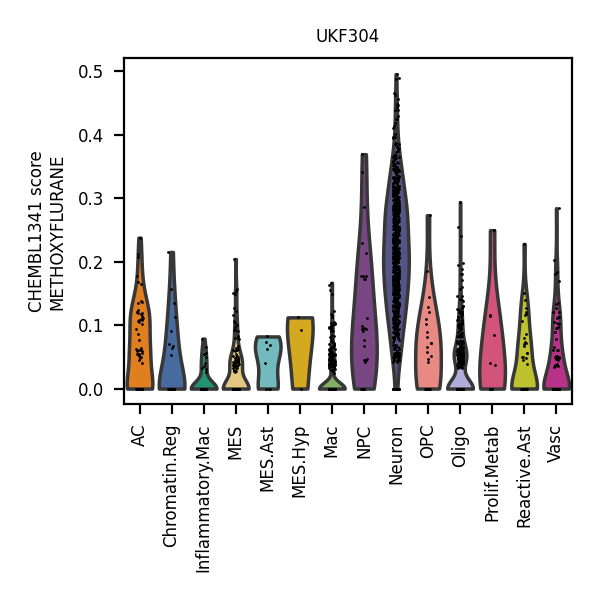 UKF304
CHEMBL1341 score
METHOXYFLURANE
0.5
0.4
0.3
0.2
0.1
0.0
AC
Chromatin.Reg
Inflammatory.Mac
MES
MES.Ast
MES.Hyp
Mac
NPC
Neuron
OPC
Oligo
Prolif.Metab
Reactive.Ast
Vasc